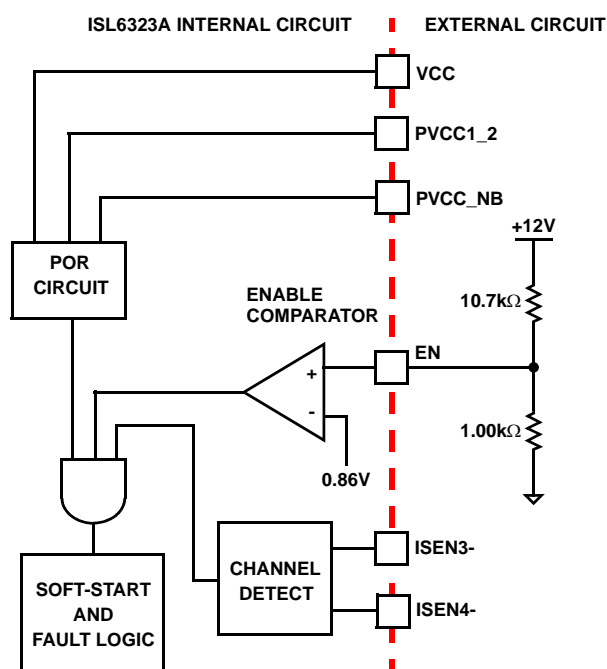 ISL6323A INTERNAL CIRCUIT
EXTERNAL CIRCUIT
VCC
PVCC1_2
PVCC_NB
+12V
POR
CIRCUIT
ENABLE
COMPARATOR
10.7kΩ
EN
+
-
1.00kΩ
0.86V
ISEN3-
CHANNEL
DETECT
SOFT-START
AND
FAULT LOGIC
ISEN4-